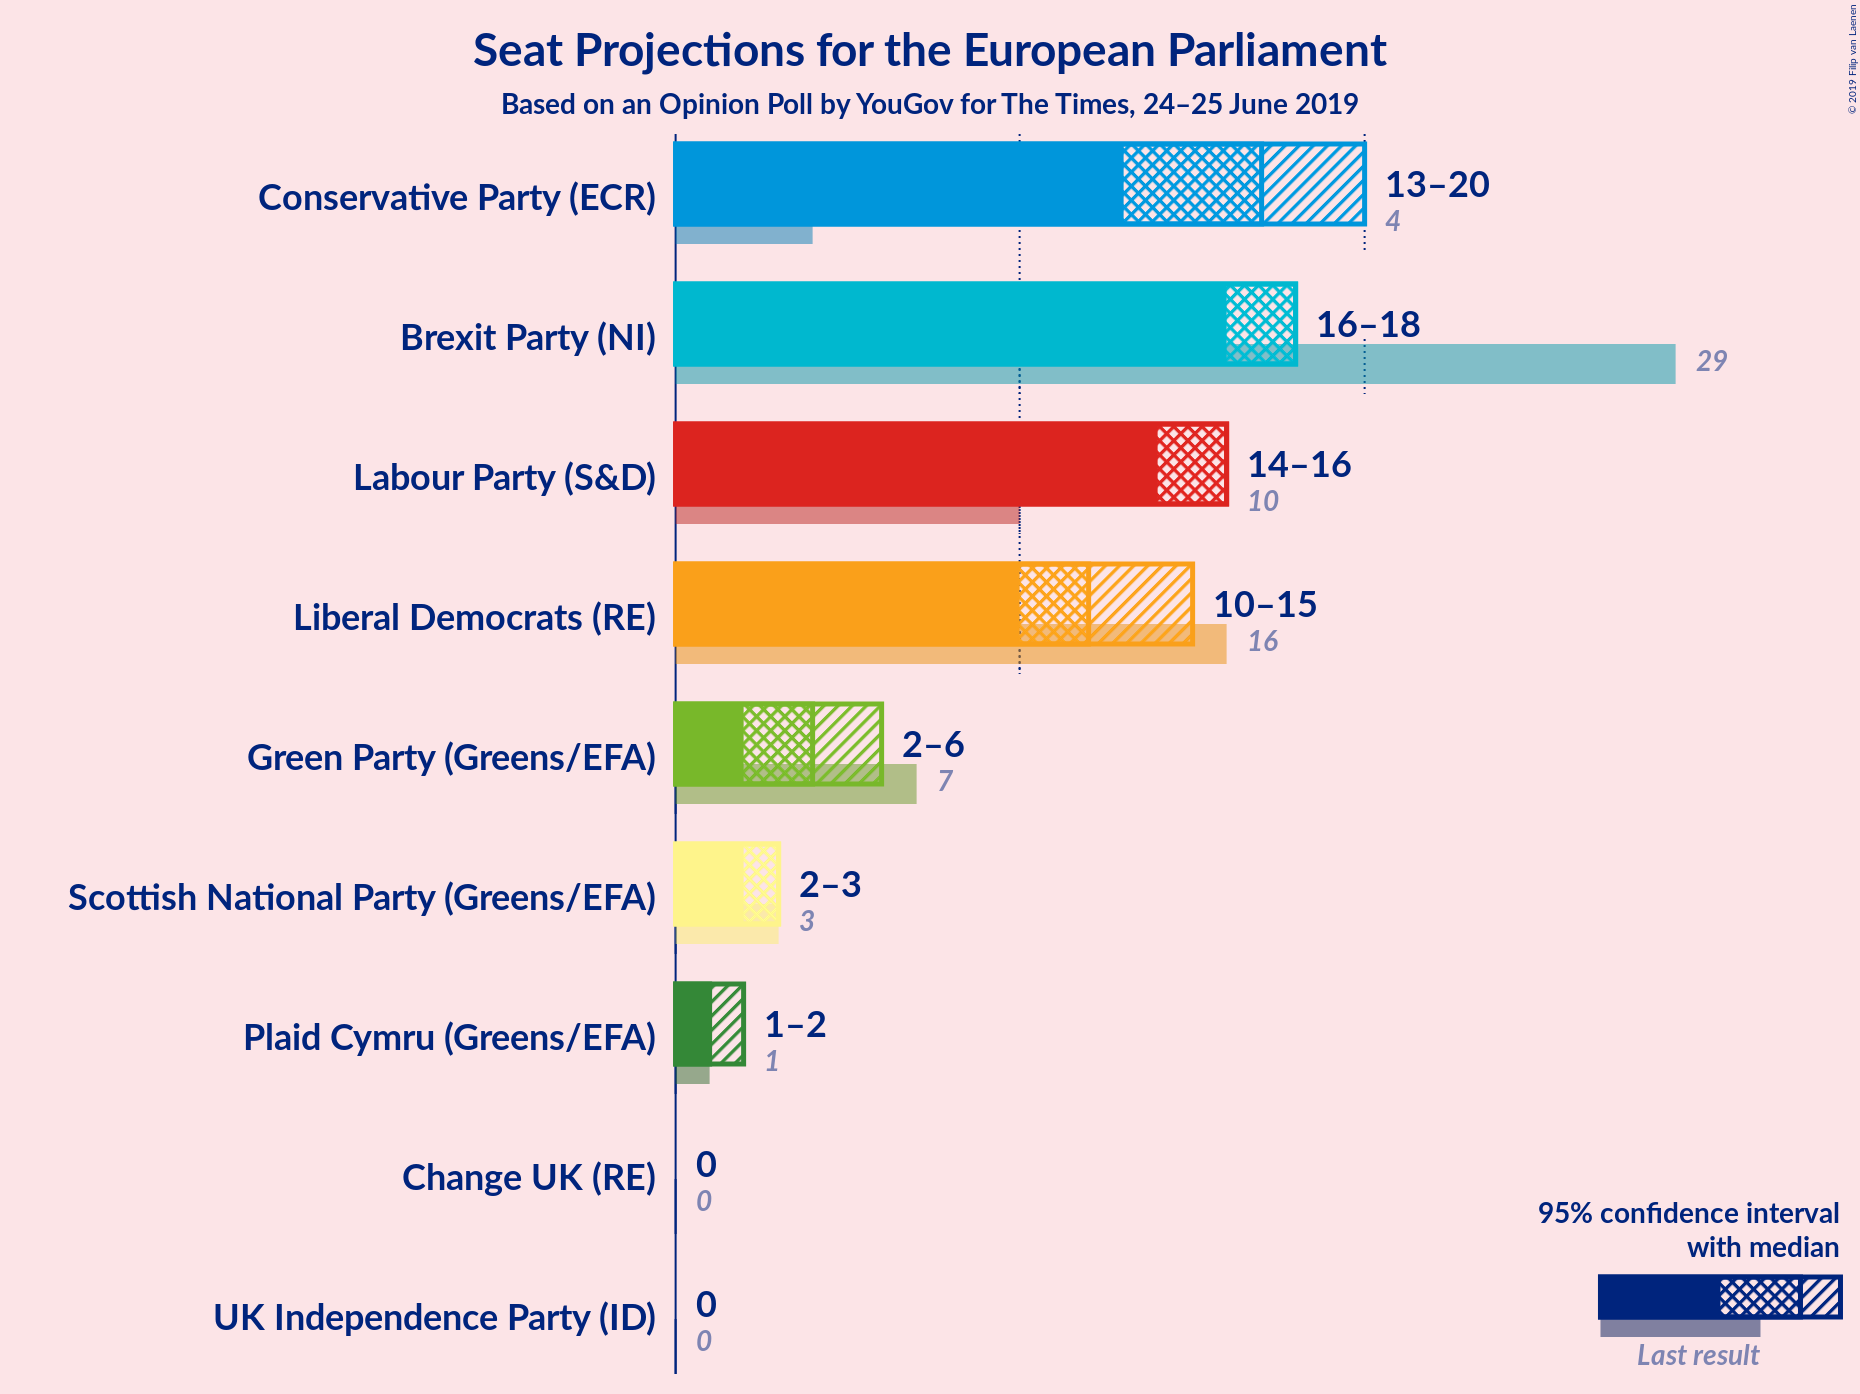 Seat Projections for the European Parliament
Based on an Opinion Poll by YouGov for The Times, 24–25 June 2019
© 2019 Filip van Laenen
Conservative Party (ECR)
13–20
4
Brexit Party (NI)
16–18
29
Labour Party (S&D)
14–16
10
Liberal Democrats (RE)
10–15
16
Green Party (Greens/EFA)
2–6
7
Scottish National Party (Greens/EFA)
2–3
3
Plaid Cymru (Greens/EFA)
1–2
1
Change UK (RE)
0
0
UK Independence Party (ID)
0
0
95% confidence interval
with median
Last result